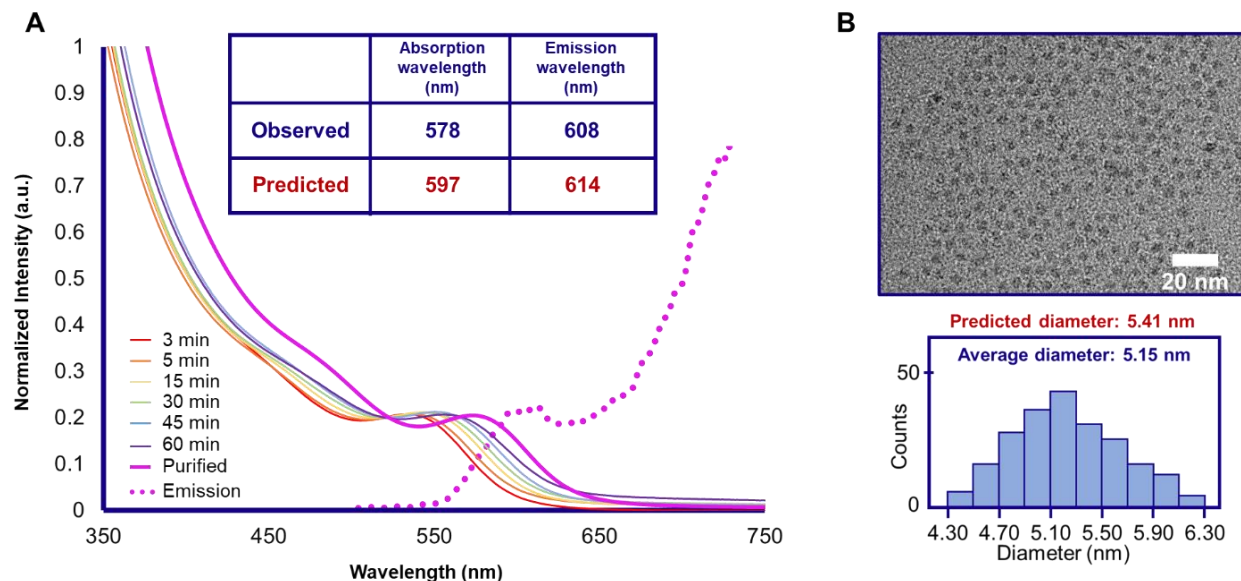 A
Normalized Intensity (a.u.)
1
0.9
0.8
0.7
0.6
0.5
0.4
0.3
0.2
0.1
0
350
450
550
650
750
Wavelength (nm)
Absorption
wavelength
(nm)
Emission
wavelength
(nm)
Observed 578 608
Predicted 597 614
3 min
5 min
15 min
30 min
45 min
60 min
Purified
Emission
B
20 nm
Predicted diameter: 5.41 nm
Average diameter: 5.15 nm
Counts
50
0
4.30 4.70 5.10 5.50 5.90 6.30
Diameter (nm)